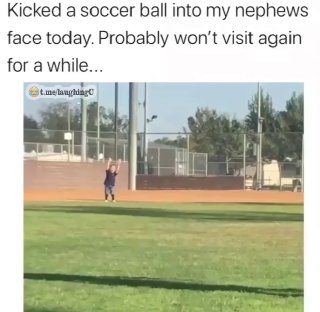 Kicked a soccer ball into my nephews
face today. Probably won't visit again
for a while...
t.me/laughingC